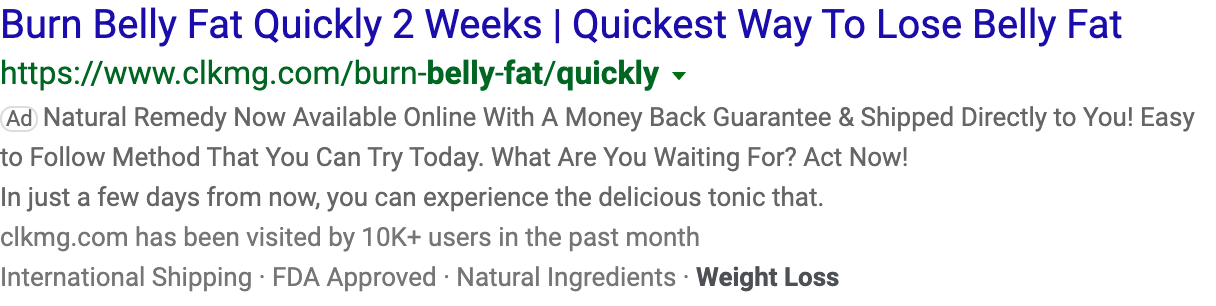 Burn Belly Fat Quickly 2 Weeks | Quickest Way To Lose Belly Fat
https://www.clkmg.com/burn-belly-fat/quickly
Ad Natural Remedy Now Available Online With A Money Back Guarantee & Shipped Directly to You! Easy
to Follow Method That You Can Try Today. What Are You Waiting For? Act Now!
In just a few days from now, you can experience the delicious tonic that.
clkmg.com has been visited by 10K+ users in the past month
International Shipping · FDA Approved · Natural Ingredients · Weight Loss